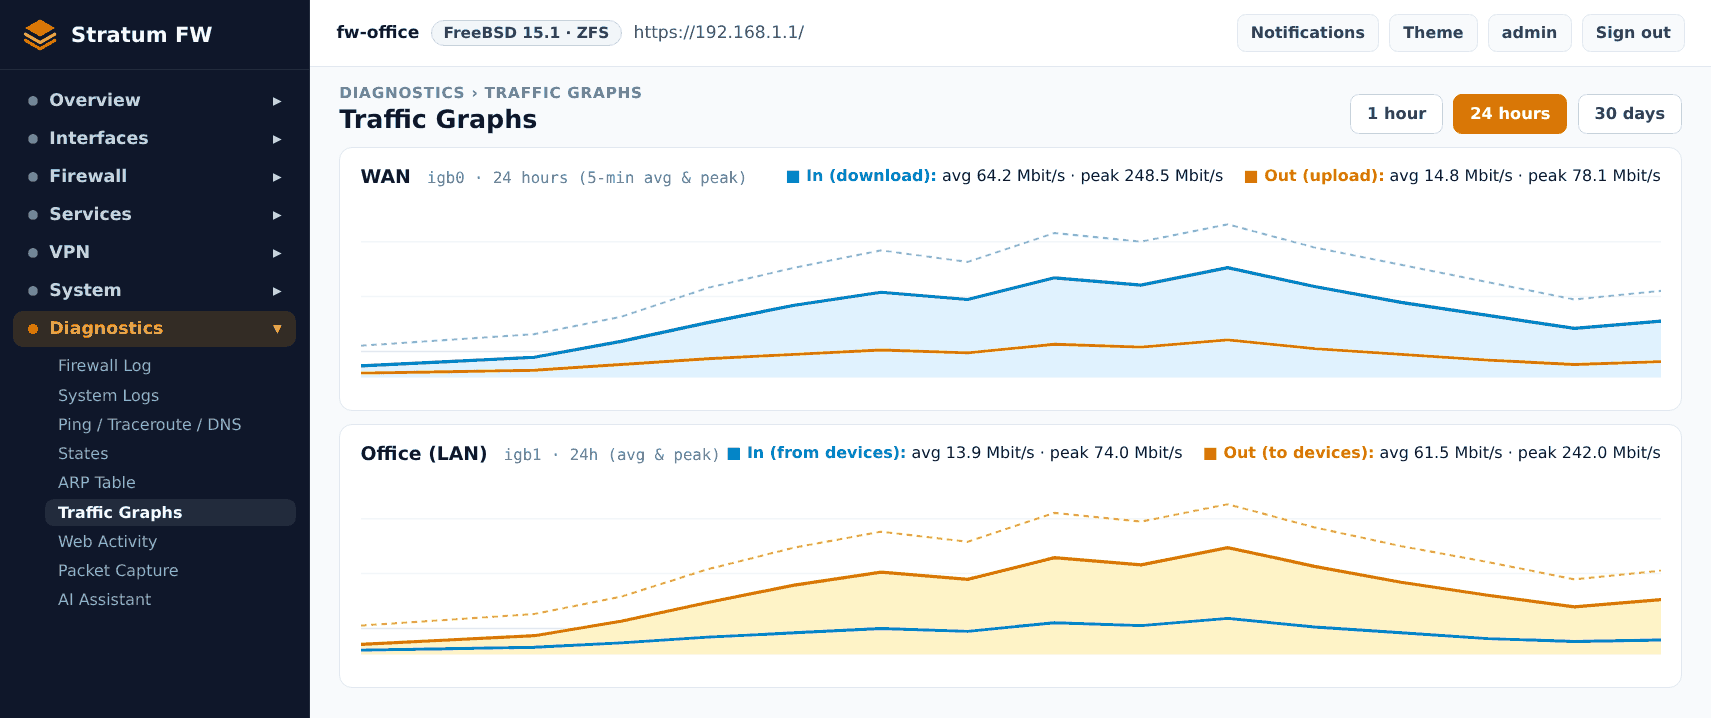 Stratum FW
fw-office
FreeBSD 15.1 · ZFS
https://192.168.1.1/
Notifications
Theme
admin
Sign out
Overview
Interfaces
Firewall
Services
VPN
System
Diagnostics
Firewall Log
System Logs
Ping / Traceroute / DNS
States
ARP Table
Traffic Graphs
Web Activity
Packet Capture
AI Assistant
DIAGNOSTICS › TRAFFIC GRAPHS
Traffic Graphs
1 hour
24 hours
30 days
WAN igb0 · 24 hours (5-min avg & peak) In (download): avg 64.2 Mbit/s · peak 248.5 Mbit/s Out (upload): avg 14.8 Mbit/s · peak 78.1 Mbit/s
Office (LAN) igb1 · 24h (avg & peak) In (from devices): avg 13.9 Mbit/s · peak 74.0 Mbit/s Out (to devices): avg 61.5 Mbit/s · peak 242.0 Mbit/s